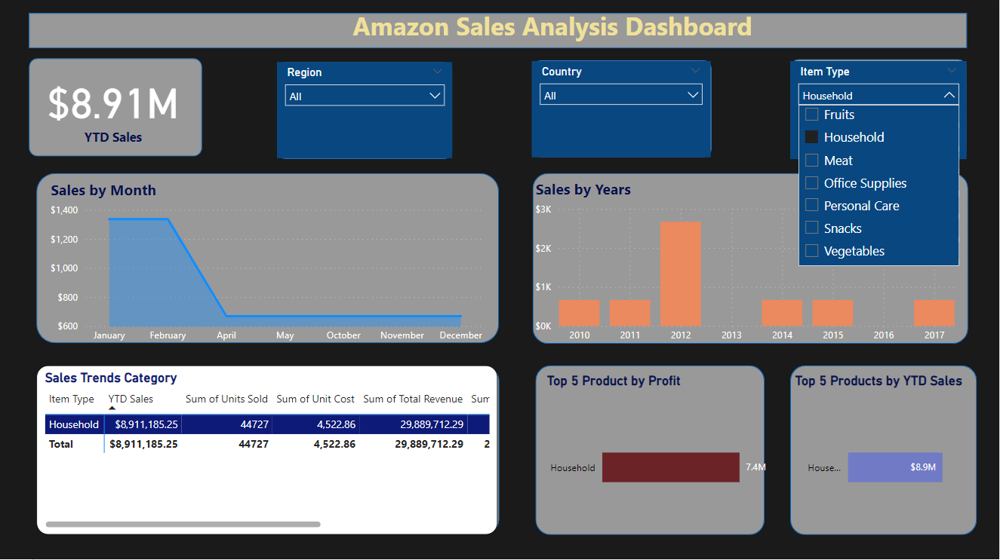 Amazon Sales Analysis Dashboard
$8.91M
YTD Sales
Region
All
Country
All
Item Type
Household
Fruits
Household
Meat
Office Supplies
Personal Care
Snacks
Vegetables
Sales by Month
$1,400
$1,200
$1,000
$800
$600
January February April May October November December
Sales by Years
$3K
$2K
$1K
$0K
2010 2011 2012 2013 2014 2015 2016 2017
Sales Trends Category
Item Type YTD Sales Sum of Units Sold Sum of Unit Cost Sum of Total Revenue Sum
Household $8,911,185.25 44727 4,522.86 29,889,712.29
Total $8,911,185.25 44727 4,522.86 29,889,712.29 2
Top 5 Product by Profit
Household 7.4M
Top 5 Products by YTD Sales
House... $8.9M